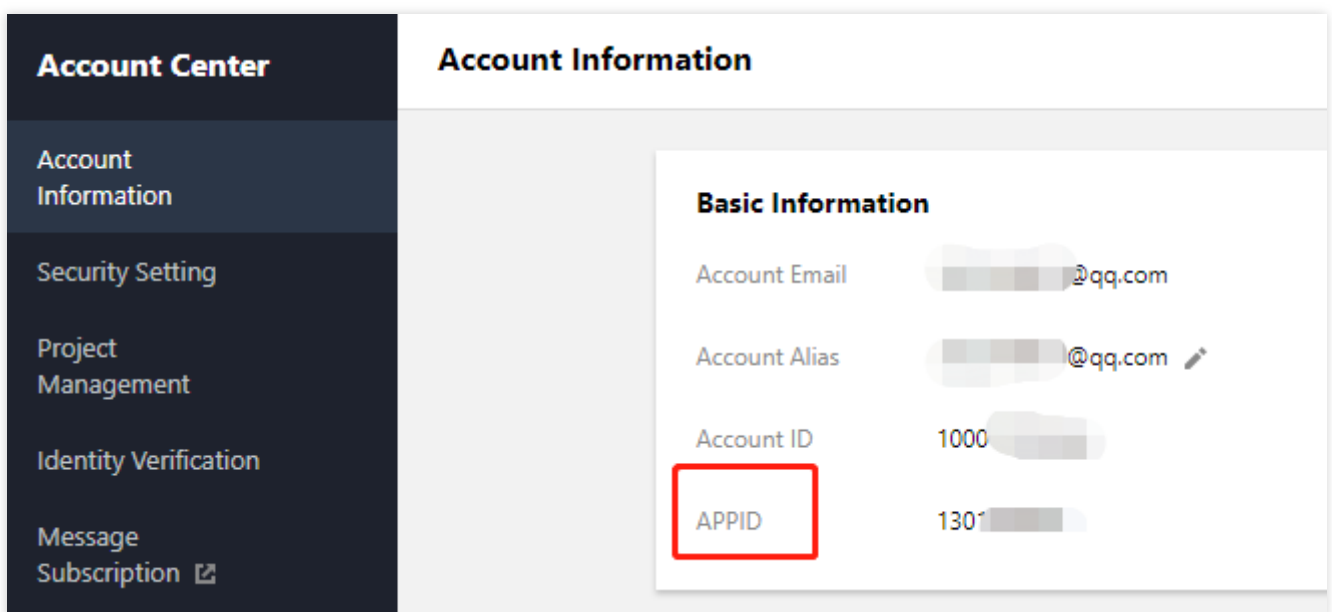 Account Center
Account Information
Account
Information
Security Setting
Project
Management
Identity Verification
Message
Subscription
Basic Information
Account Email @qq.com
Account Alias @qq.com
Account ID 1000
APPID 1301